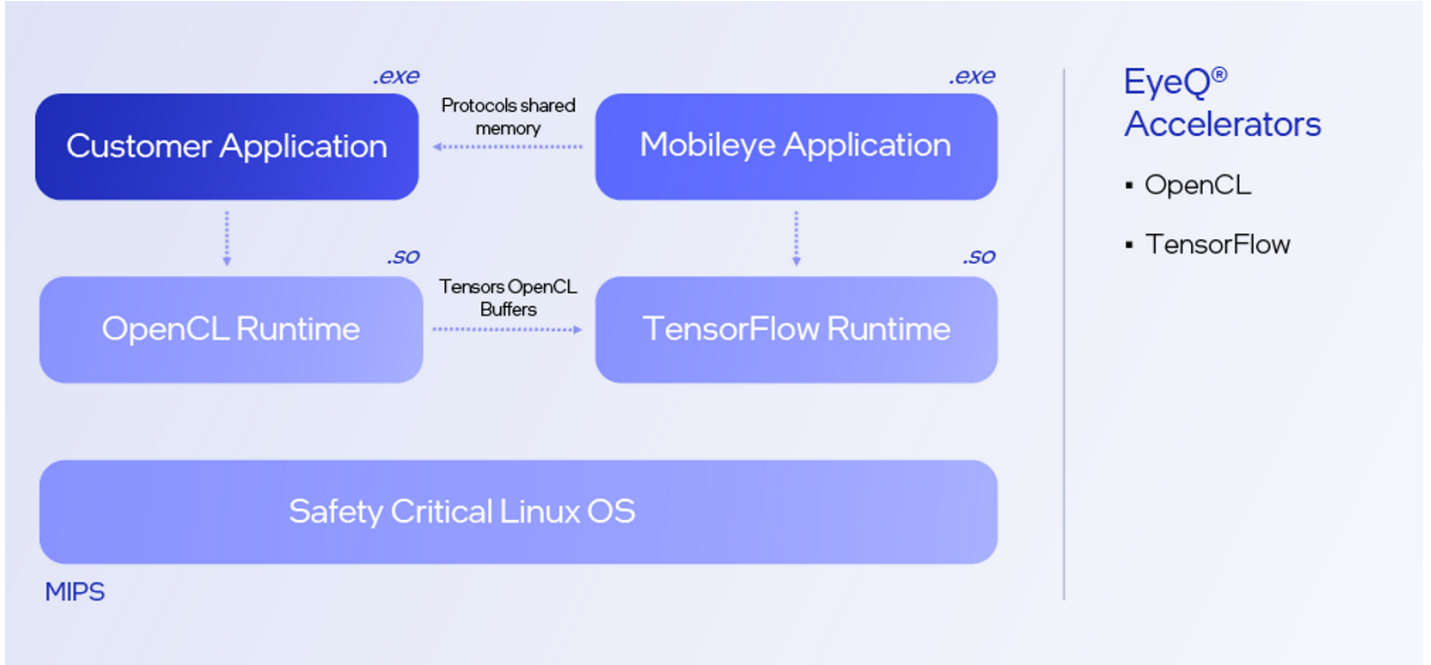 .exe
.exe
Protocols shared
memory
Customer Application
Mobileye Application
.so
.so
Tensors OpenCL
Buffers
OpenCL Runtime
TensorFlow Runtime
Safety Critical Linux OS
MIPS
EyeQ®
Accelerators
▪ OpenCL
▪ TensorFlow